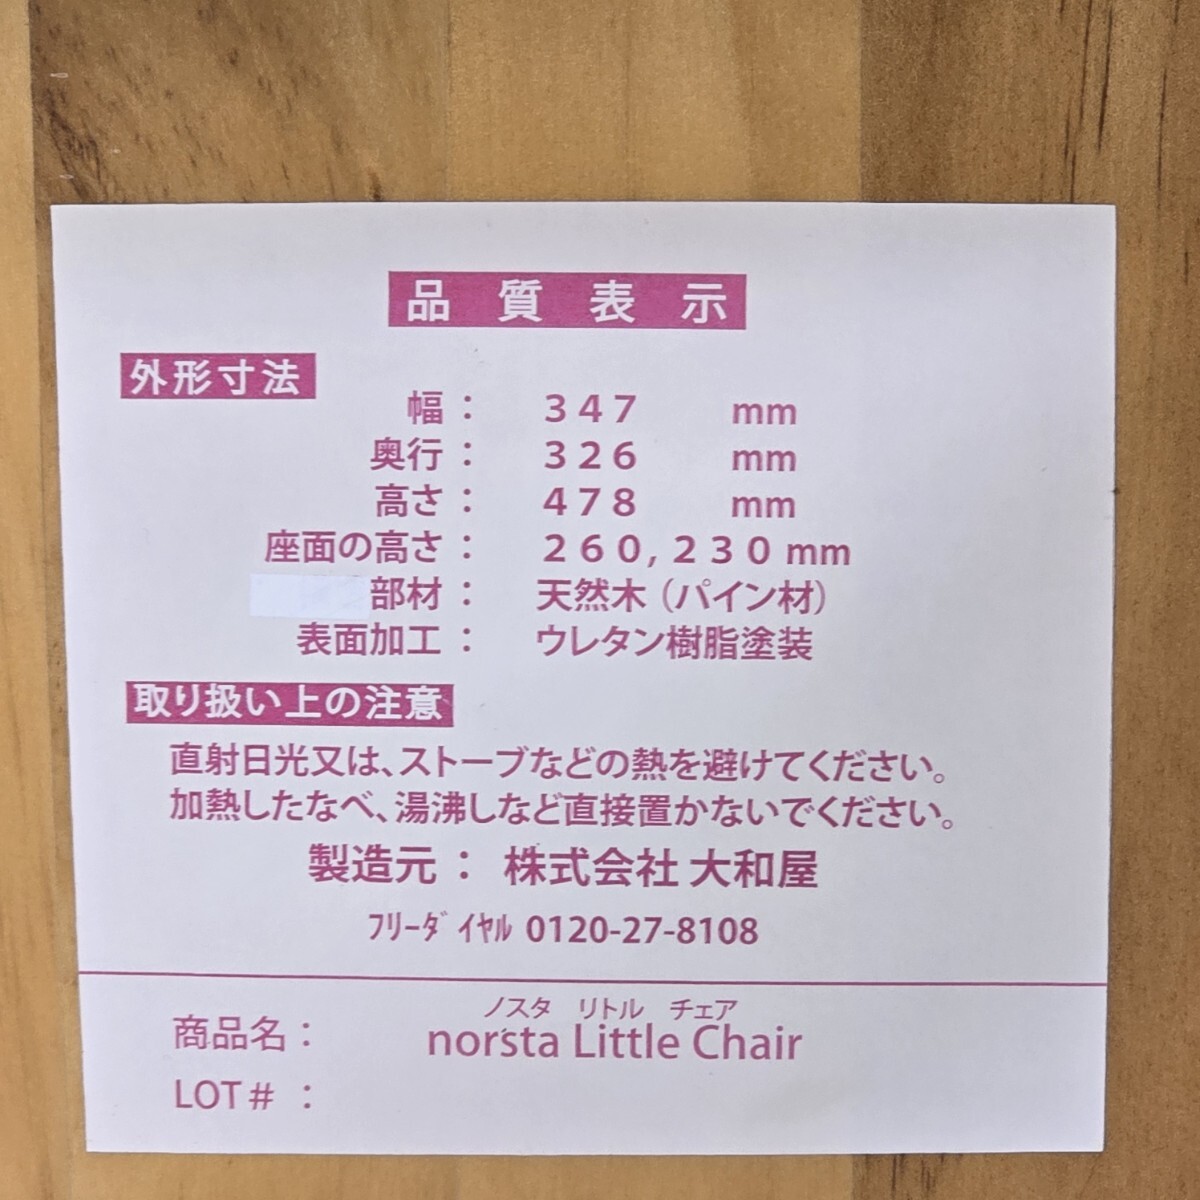 品質表示
外形寸法
幅： 347 mm
奥行： 326 mm
高さ： 478 mm
座面の高さ： 260,230 mm
部材： 天然木（パイン材）
表面加工： ウレタン樹脂塗装
取り扱い上の注意
直射日光又は、ストーブなどの熱を避けてください。
加熱したなべ、湯沸しなど直接置かないでください。
製造元： 株式会社 大和屋
ﾌﾘｰﾀﾞｲﾔﾙ 0120-27-8108
ノスタ リトル チェア
商品名： norsta Little Chair
LOT#：